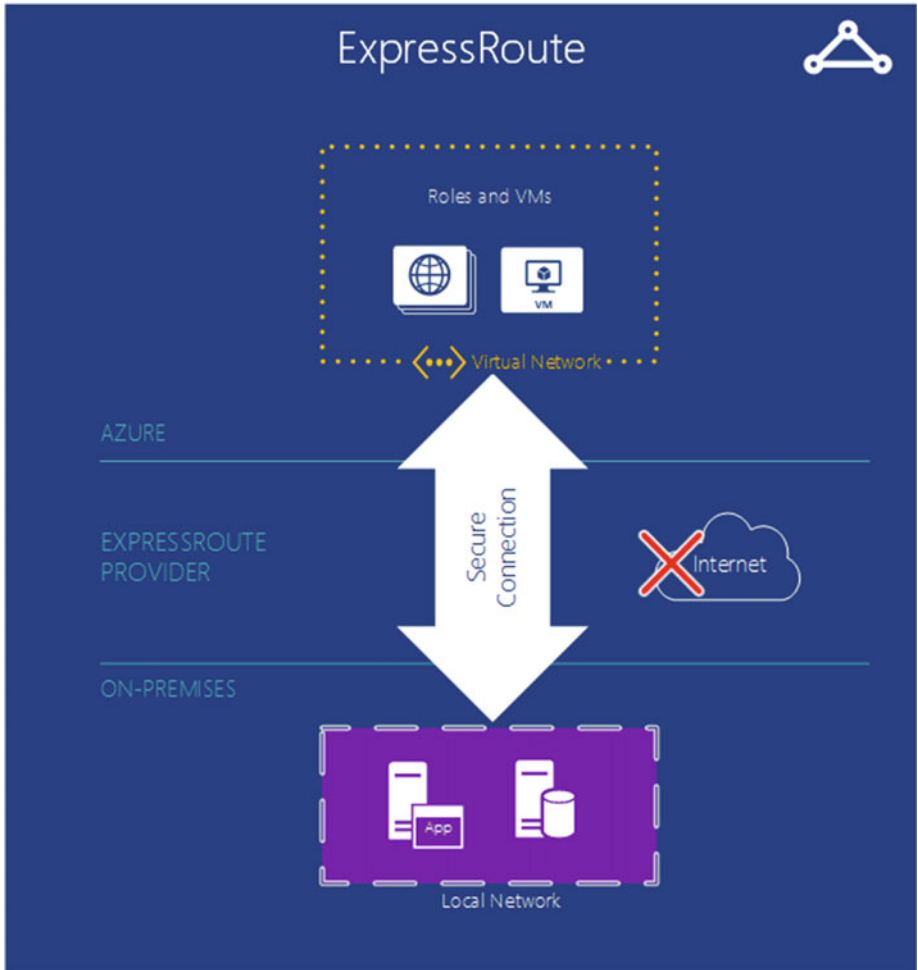 ExpressRoute
Roles and VMs
VM
Virtual Network
AZURE
Secure
Connection
EXPRESSROUTE
PROVIDER
Internet
ON-PREMISES
App
Local Network